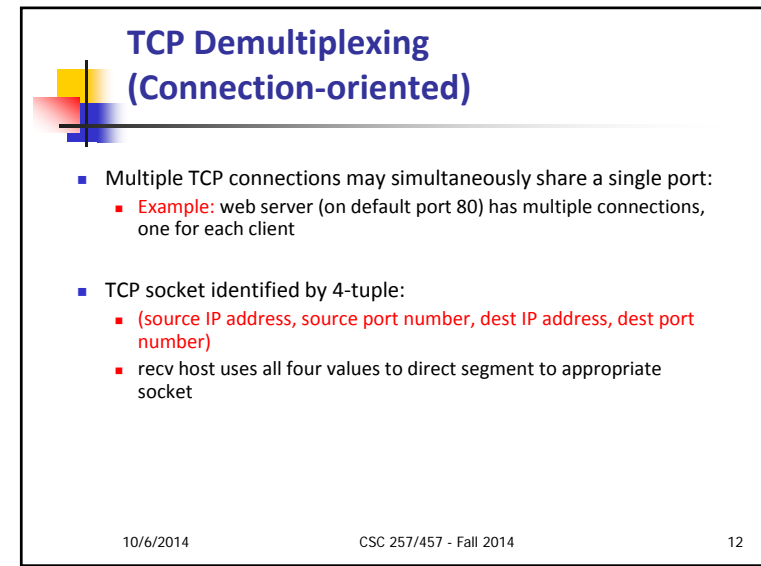 TCP Demultiplexing
(Connection-oriented)
Multiple TCP connections may simultaneously share a single port:
Example: web server (on default port 80) has multiple connections,
one for each client
TCP socket identified by 4-tuple:
(source IP address, source port number, dest IP address, dest port
number)
recv host uses all four values to direct segment to appropriate
socket
10/6/2014 CSC 257/457 - Fall 2014 12